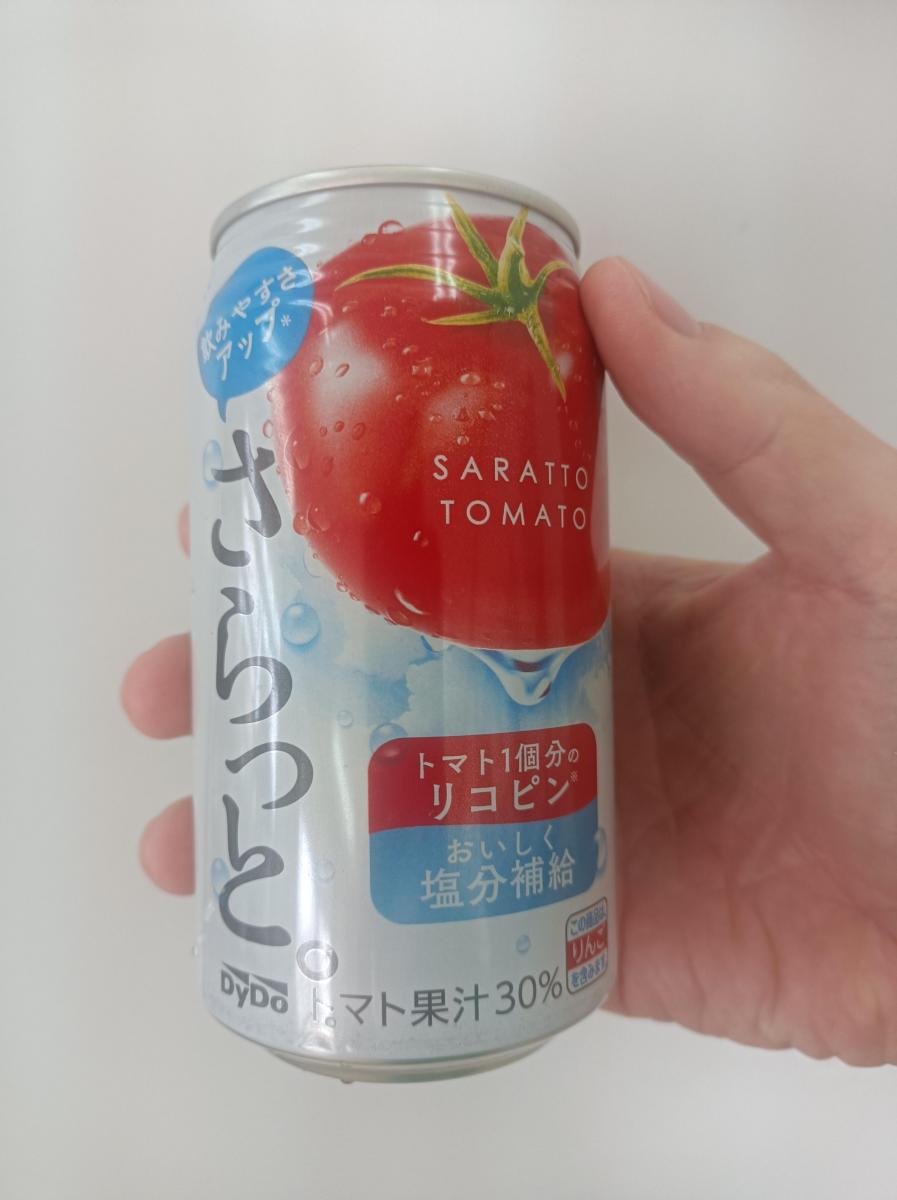 飲みやすさ
アップ*
さらっと。
SARATTO
TOMATO
トマト1個分の
リコピン※
おいしく
塩分補給
この商品は、
りんご
を含みます。
DyDo
トマト果汁30%